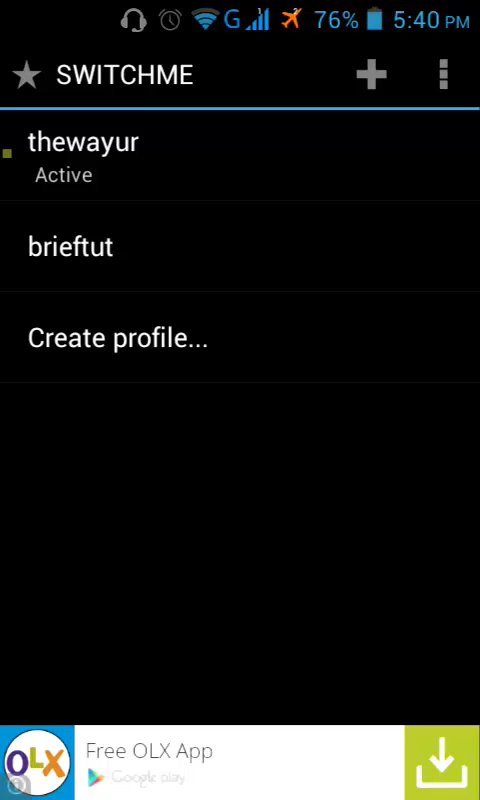 G 76% 5:40 PM
SWITCHME
thewayur
Active
brieftut
Create profile...
OLX
Free OLX App
Google play